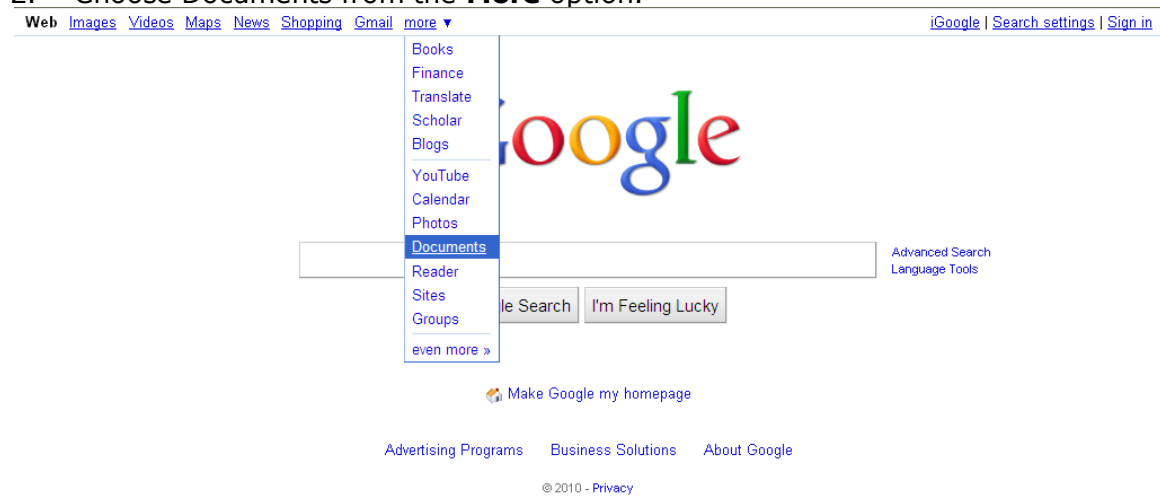 2. Choose Documents from the More option.
Web Images Videos Maps News Shopping Gmail more ▼ iGoogle | Search settings | Sign in
Books
Finance
Translate
Scholar
Blogs
YouTube
Calendar
Photos
Documents
Reader
Sites
Groups
even more »
oogle
Advanced Search
Language Tools
le Search I'm Feeling Lucky
Make Google my homepage
Advertising Programs Business Solutions About Google
© 2010 - Privacy